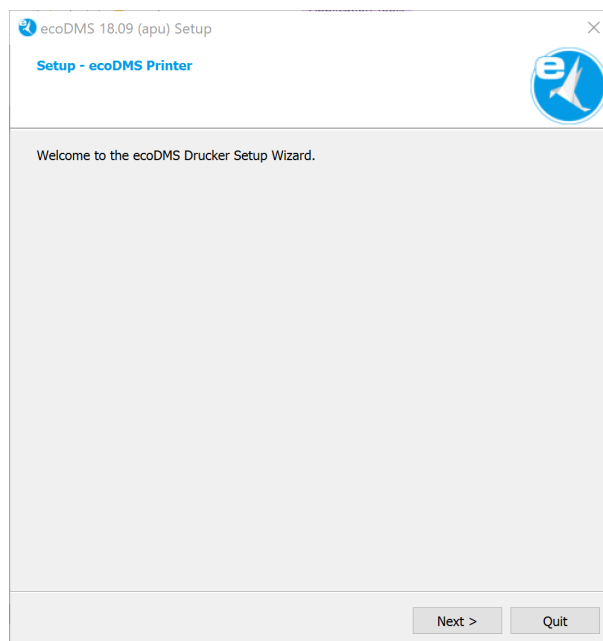 ecoDMS 18.09 (apu) Setup
Setup - ecoDMS Printer
e
Welcome to the ecoDMS Drucker Setup Wizard.
Next >
Quit